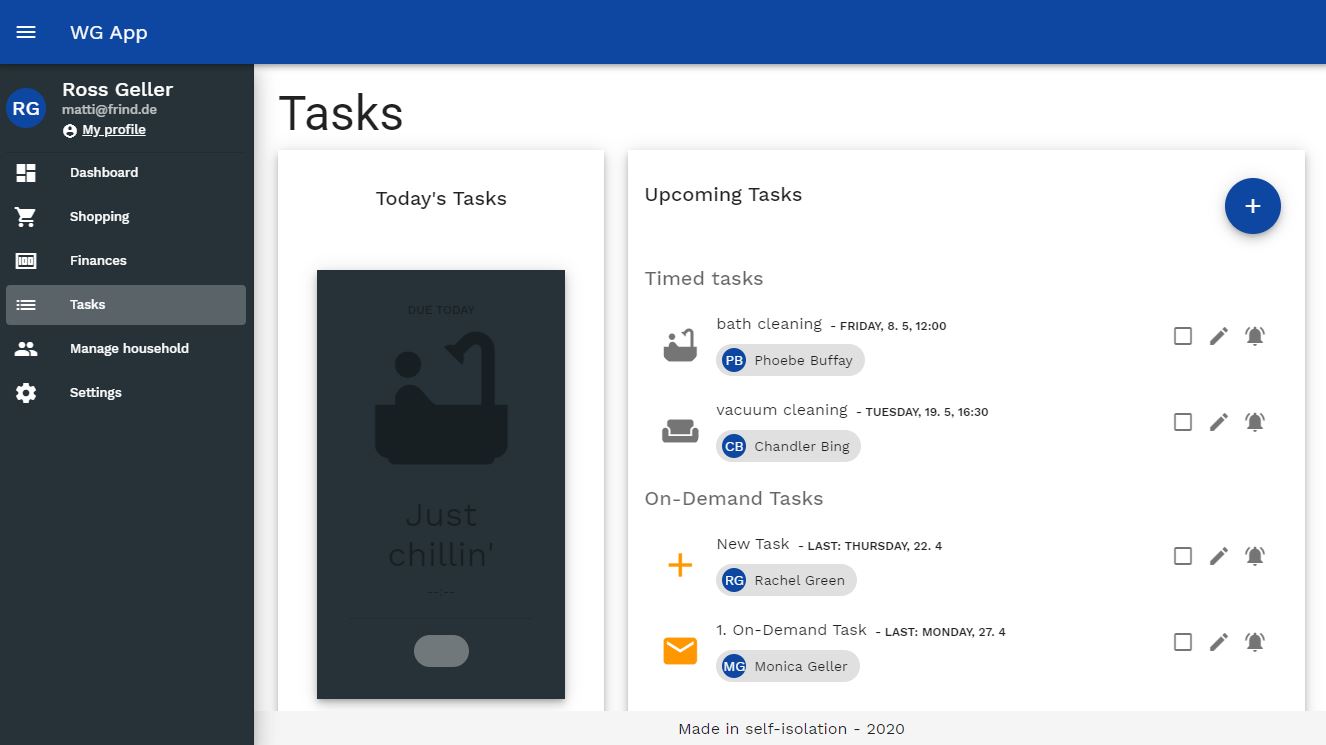 WG App
RG
Ross Geller
matti@frind.de
My profile
Dashboard
Shopping
Finances
Tasks
Manage household
Settings
Tasks
Today's Tasks
DUE TODAY
Just
chillin'
--:--
Upcoming Tasks
+
Timed tasks
bath cleaning - FRIDAY, 8. 5, 12:00
PB Phoebe Buffay
vacuum cleaning - TUESDAY, 19. 5, 16:30
CB Chandler Bing
On-Demand Tasks
New Task - LAST: THURSDAY, 22. 4
RG Rachel Green
1. On-Demand Task - LAST: MONDAY, 27. 4
MG Monica Geller
Made in self-isolation - 2020